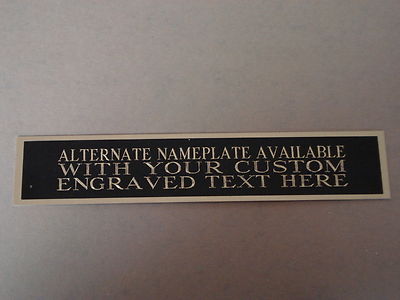 ALTERNATE NAMEPLATE AVAILABLE
WITH YOUR CUSTOM
ENGRAVED TEXT HERE